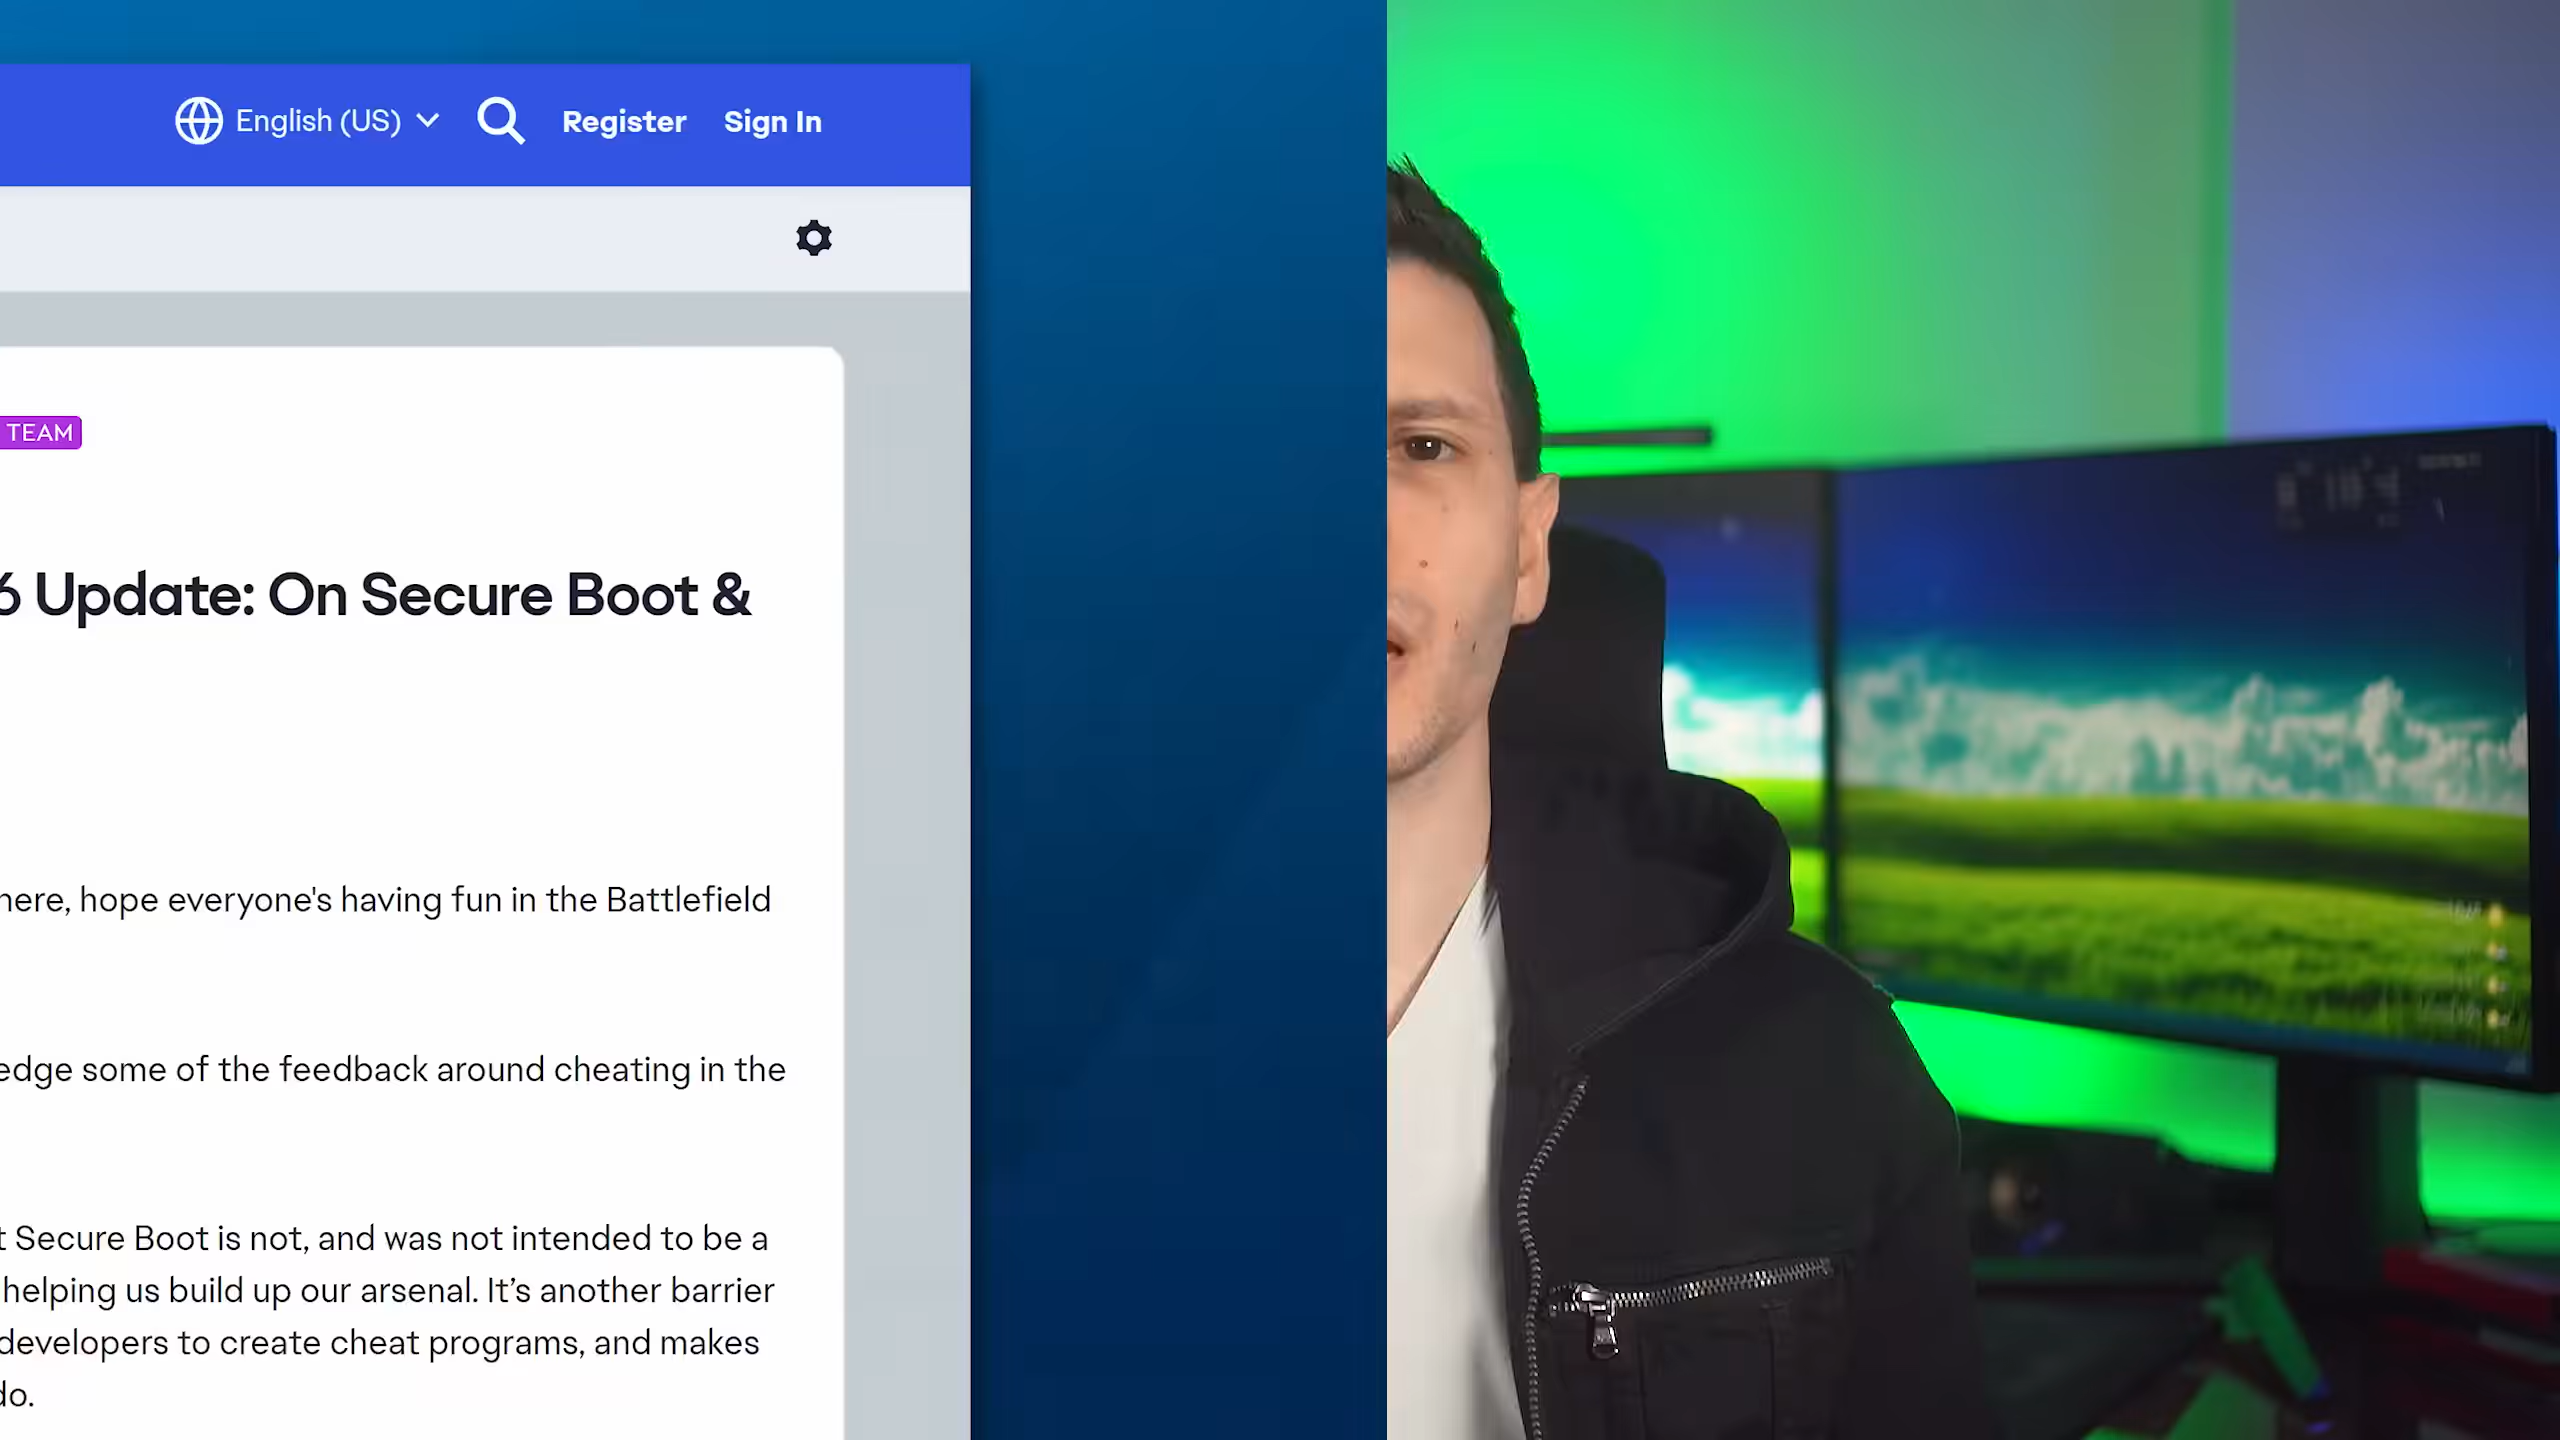 English (US) Register Sign In
TEAM
6 Update: On Secure Boot &
here, hope everyone's having fun in the Battlefield
edge some of the feedback around cheating in the
t Secure Boot is not, and was not intended to be a
helping us build up our arsenal. It’s another barrier
developers to create cheat programs, and makes
do.